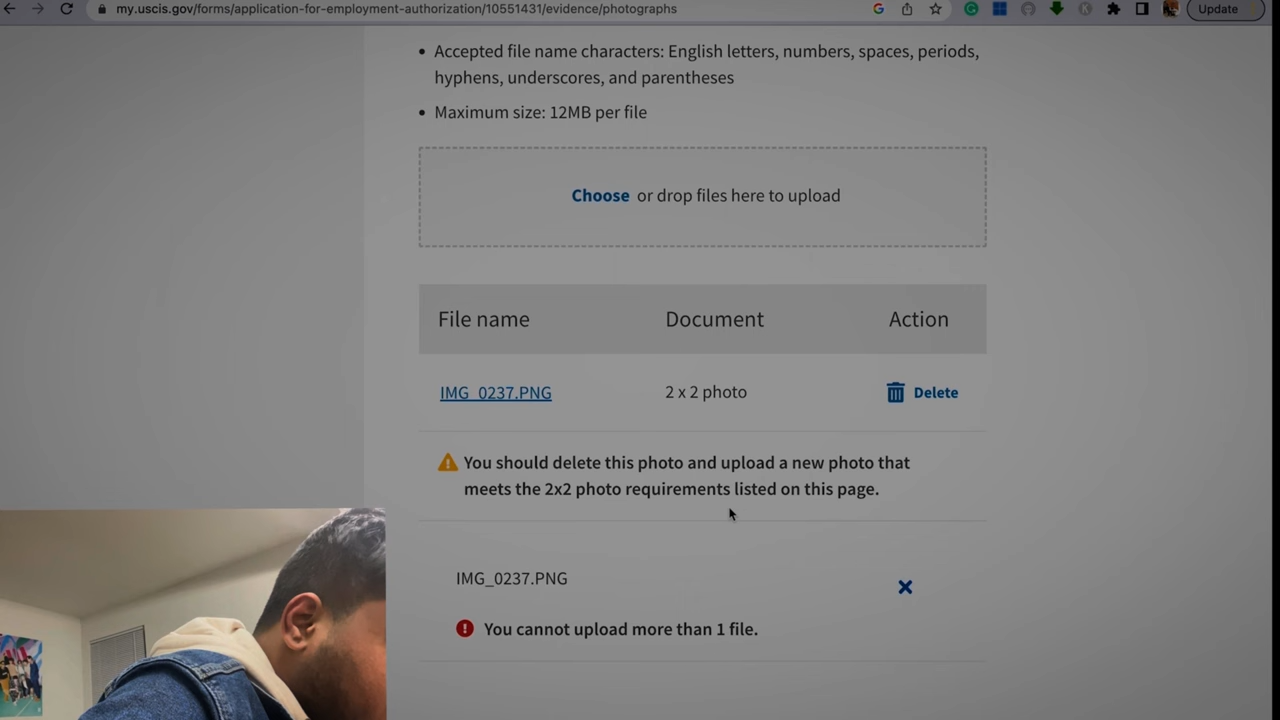 my.uscis.gov/forms/application-for-employment-authorization/10551431/evidence/photographs
Update
Accepted file name characters: English letters, numbers, spaces, periods,
hyphens, underscores, and parentheses
Maximum size: 12MB per file
Choose or drop files here to upload
File name Document Action
IMG_0237.PNG 2 x 2 photo Delete
You should delete this photo and upload a new photo that
meets the 2x2 photo requirements listed on this page.
IMG_0237.PNG
You cannot upload more than 1 file.